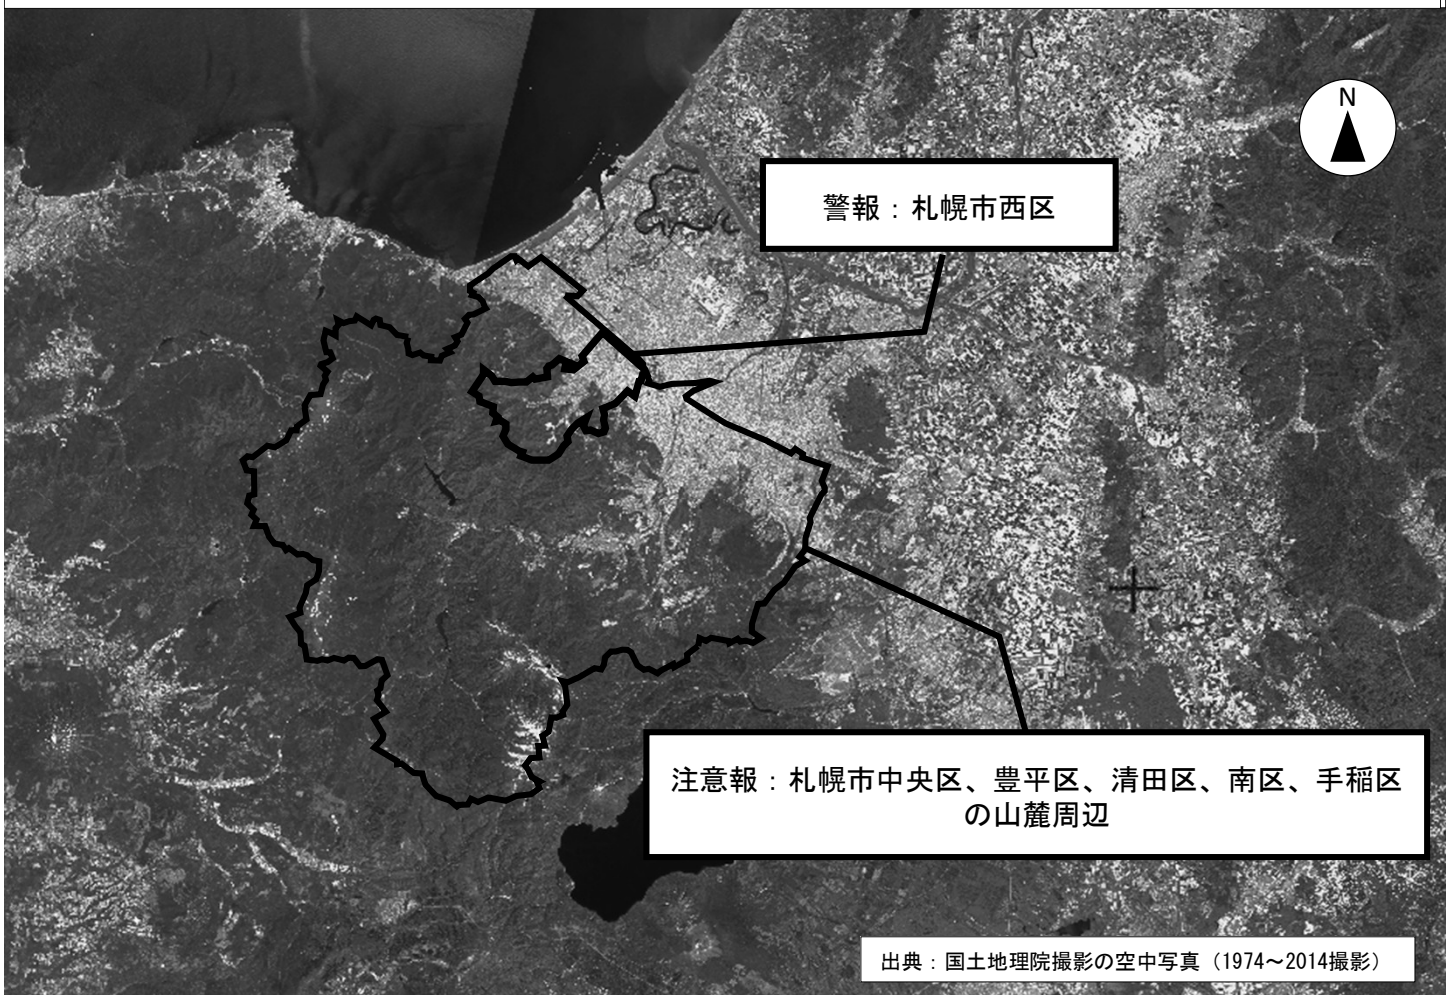 N
警報：札幌市西区
注意報：札幌市中央区、豊平区、清田区、南区、手稲区
の山麓周辺
出典：国土地理院撮影の空中写真（1974～2014撮影）